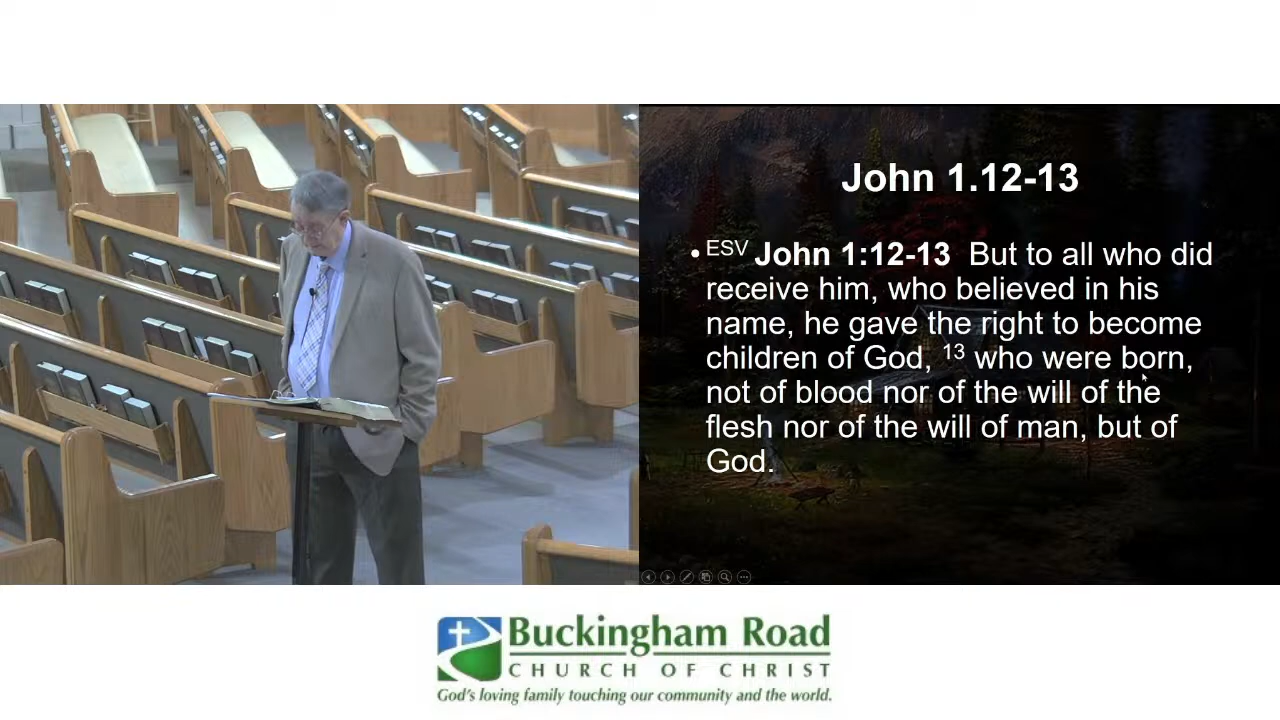 John 1.12-13
• ESV John 1:12-13 But to all who did
receive him, who believed in his
name, he gave the right to become
children of God, 13 who were born,
not of blood nor of the will of the
flesh nor of the will of man, but of
God.
Buckingham Road
CHURCH OF CHRIST
God's loving family touching our community and the world.